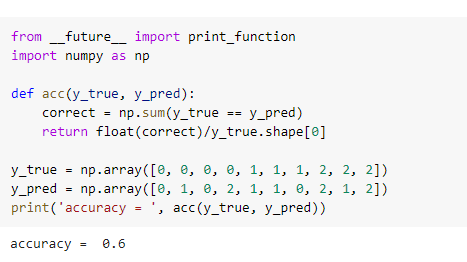 from __future__ import print_function
import numpy as np
def acc(y_true, y_pred):
    correct = np.sum(y_true == y_pred)
    return float(correct)/y_true.shape[0]
y_true = np.array([0, 0, 0, 0, 1, 1, 1, 2, 2, 2])
y_pred = np.array([0, 1, 0, 2, 1, 1, 0, 2, 1, 2])
print('accuracy = ', acc(y_true, y_pred))
accuracy =  0.6